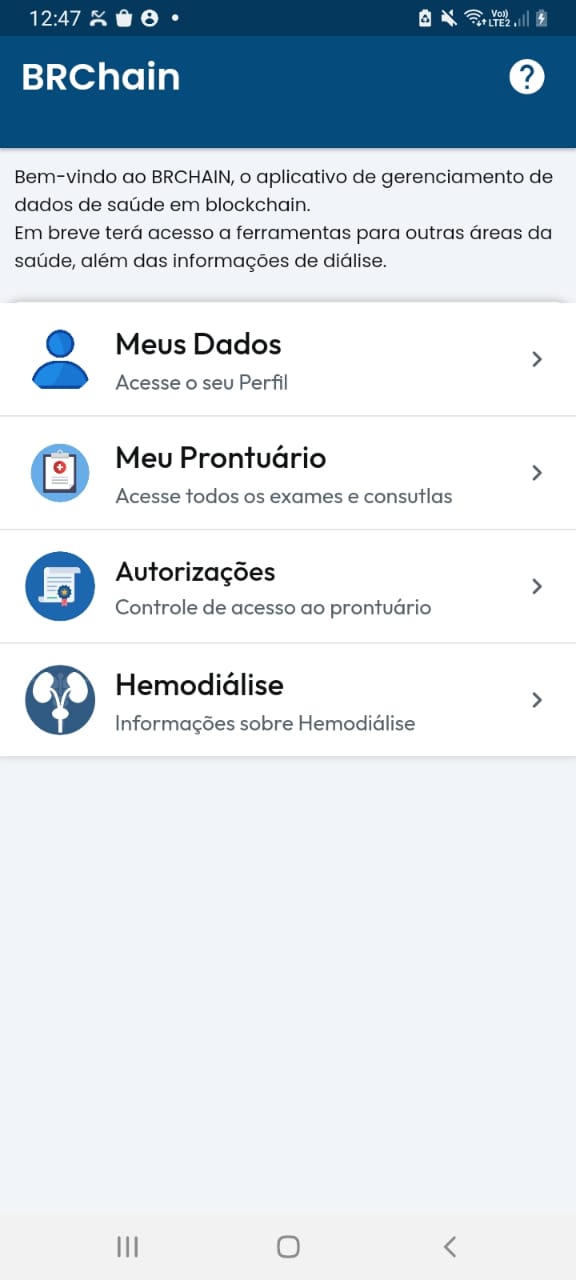 12:47
Vo))
LTE2
BRChain
?
Bem-vindo ao BRCHAIN, o aplicativo de gerenciamento de
dados de saúde em blockchain.
Em breve terá acesso a ferramentas para outras áreas da
saúde, além das informações de diálise.
Meus Dados
Acesse o seu Perfil
Meu Prontuário
Acesse todos os exames e consutlas
Autorizações
Controle de acesso ao prontuário
Hemodiálise
Informações sobre Hemodiálise